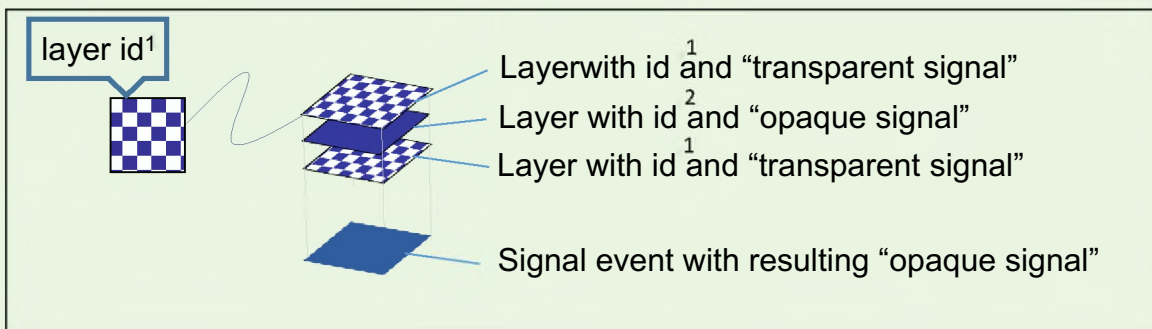 layer id¹
Layerwith id ¹ and “transparent signal”
Layer with id ² and “opaque signal”
Layer with id ¹ and “transparent signal”
Signal event with resulting “opaque signal”